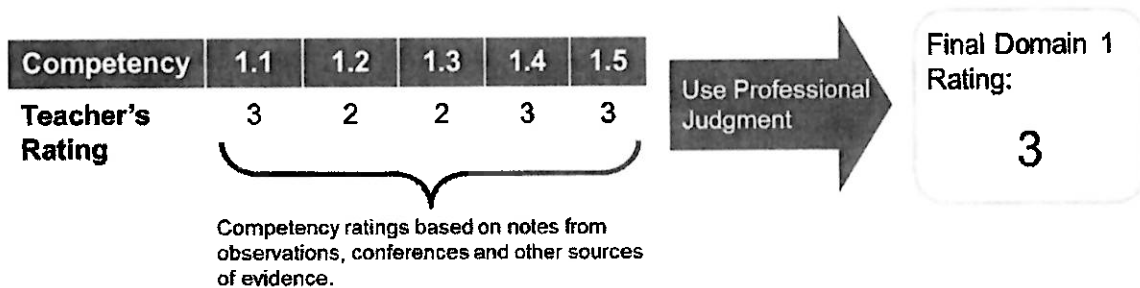 Competency 1.1 1.2 1.3 1.4 1.5
Teacher's 3 2 2 3 3
Rating
Competency ratings based on notes from
observations, conferences and other sources
of evidence.
Use Professional
Judgment
Final Domain 1
Rating:
3